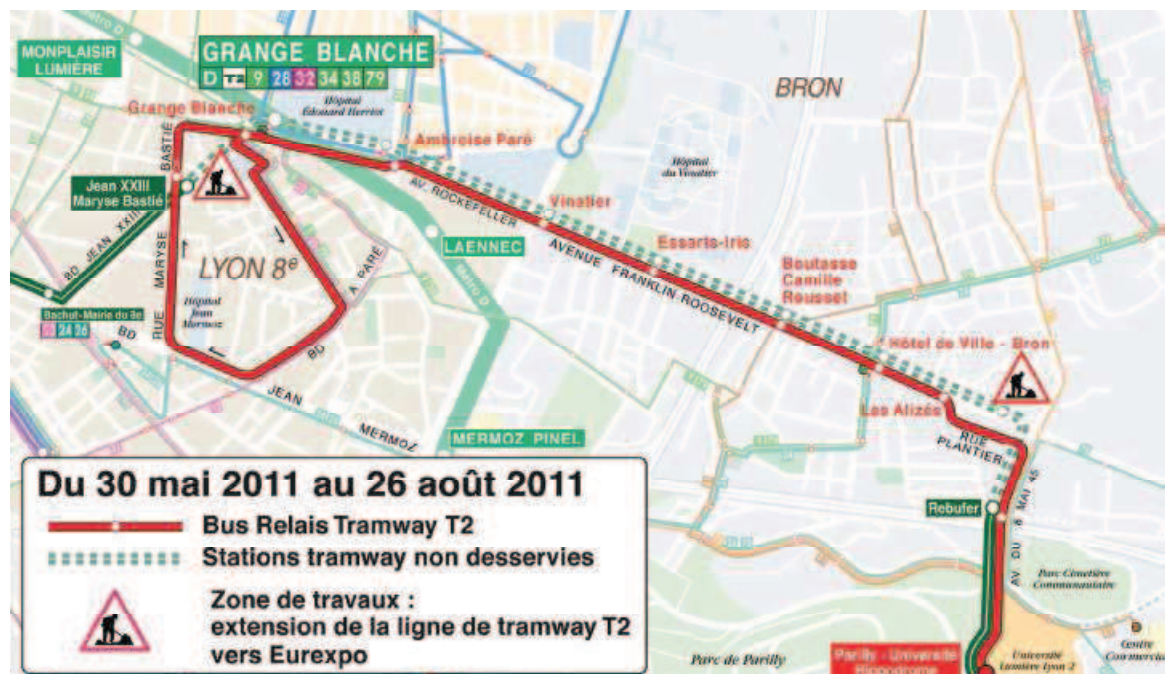 Metro D
MONPLAISIR
LUMIÈRE
GRANGE BLANCHE
D T2 9 28 32 34 38 79
Hôpital
Édouard Herriot
BRON
Grange Blanche
Ambroise Paré
BASTIÉ
Jean XXIII
Maryse Bastié
Hôpital
du Vinatier
AV. ROCKEFELLER
Vinatier
BD JEAN XXIII
LAENNEC
Essarts-Iris
AVENUE FRANKLIN ROOSEVELT
LYON 8e
Boutasse
Camille
Rousset
MARYSE
A. PARÉ
Metro D
Hôpital
Jean
Mermoz
Bachut-Mairie du 8e
24 26
BD
RUE
BD
Hôtel de Ville - Bron
JEAN
MERMOZ
Les Alizés
MERMOZ PINEL
RUE
PLANTIER
Du 30 mai 2011 au 26 août 2011
Bus Relais Tramway T2
Stations tramway non desservies
Zone de travaux :
extension de la ligne de tramway T2
vers Eurexpo
Rebufer
AV. DU 8 MAI 45
Parc Cimetière
Communautaire
Parc de Parilly
Parilly - Université
Hippodrome
Université
Lumière Lyon 2
Centre
Commercial